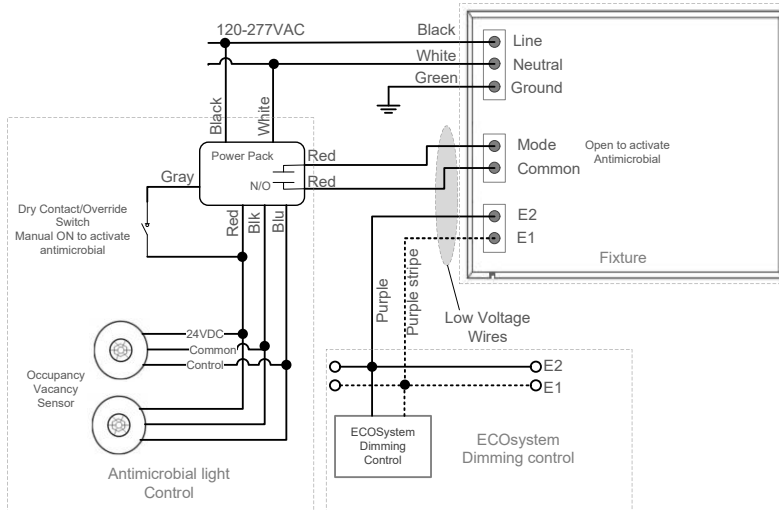 120-277VAC
Black
White
Green
Line
Neutral
Ground
Black
White
Power Pack
N/O
Red
Red
Mode
Common
Open to activate
Antimicrobial
Gray
Dry Contact/Override
Switch
Manual ON to activate
antimicrobial
Red
Blk
Blu
E2
E1
Fixture
Purple
Purple stripe
Low Voltage
Wires
24VDC
Common
Control
Occupancy
Vacancy
Sensor
E2
E1
ECOSystem
Dimming
Control
ECOsystem
Dimming control
Antimicrobial light
Control